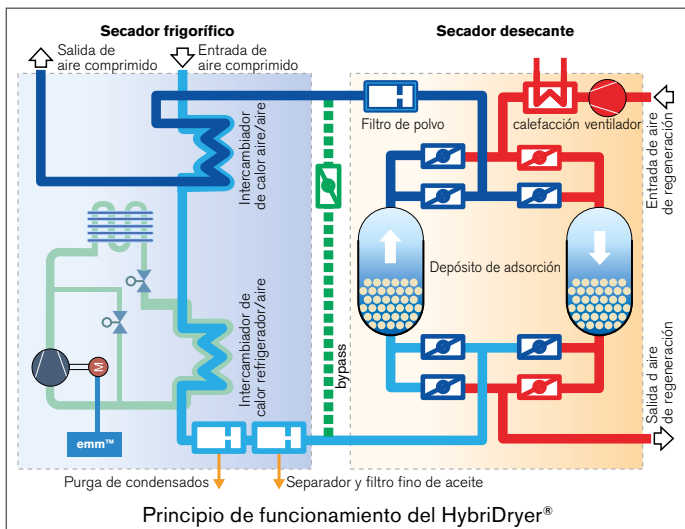 Secador frigorífico
Secador desecante
Salida de
aire comprimido
Entrada de
aire comprimido
Intercambiador
de calor aire/aire
Filtro de polvo
calefacción ventilador
Entrada de aire
de regeneración
Depósito de adsorción
Intercambiador de
calor refrigerador/aire
bypass
M
emm™
Salida d aire
de regeneración
Purga de condensados
Separador y filtro fino de aceite
Principio de funcionamiento del HybriDryer®